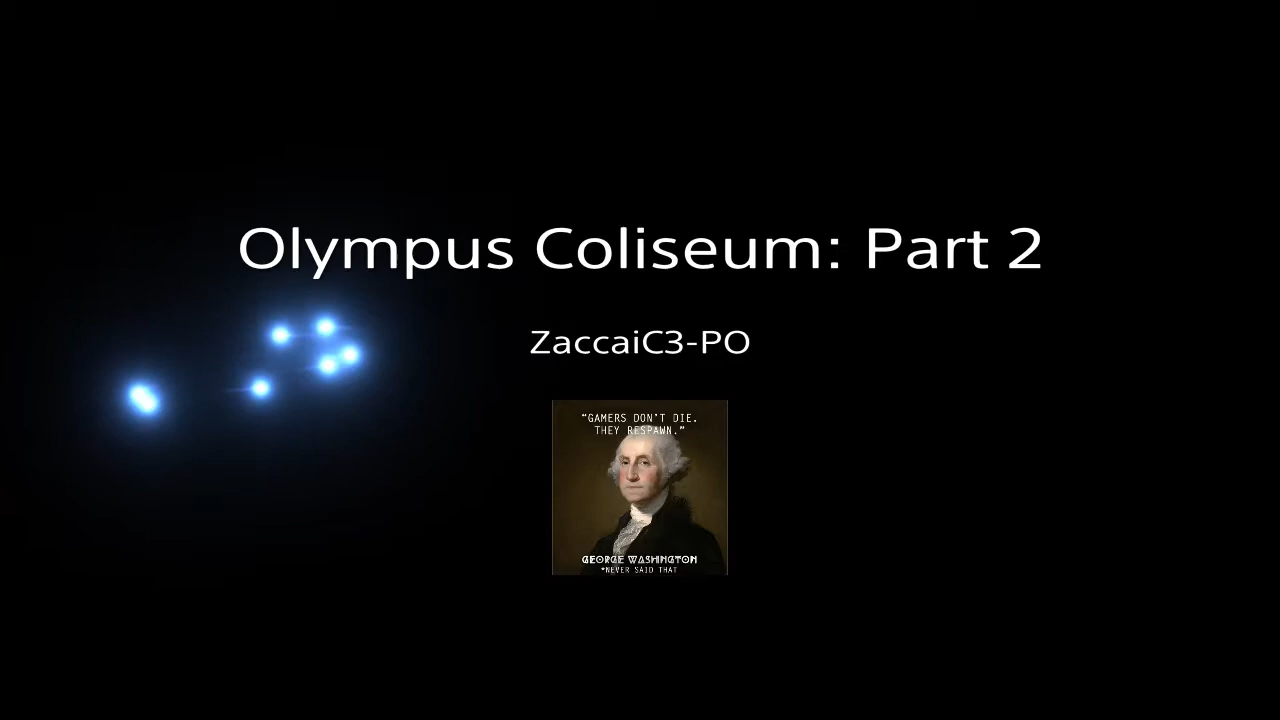 Olympus Coliseum: Part 2
ZaccaiC3-PO
"GAMERS DON'T DIE.
THEY RESPAWN."
GEORGE WASHINGTON
*NEVER SAID THAT